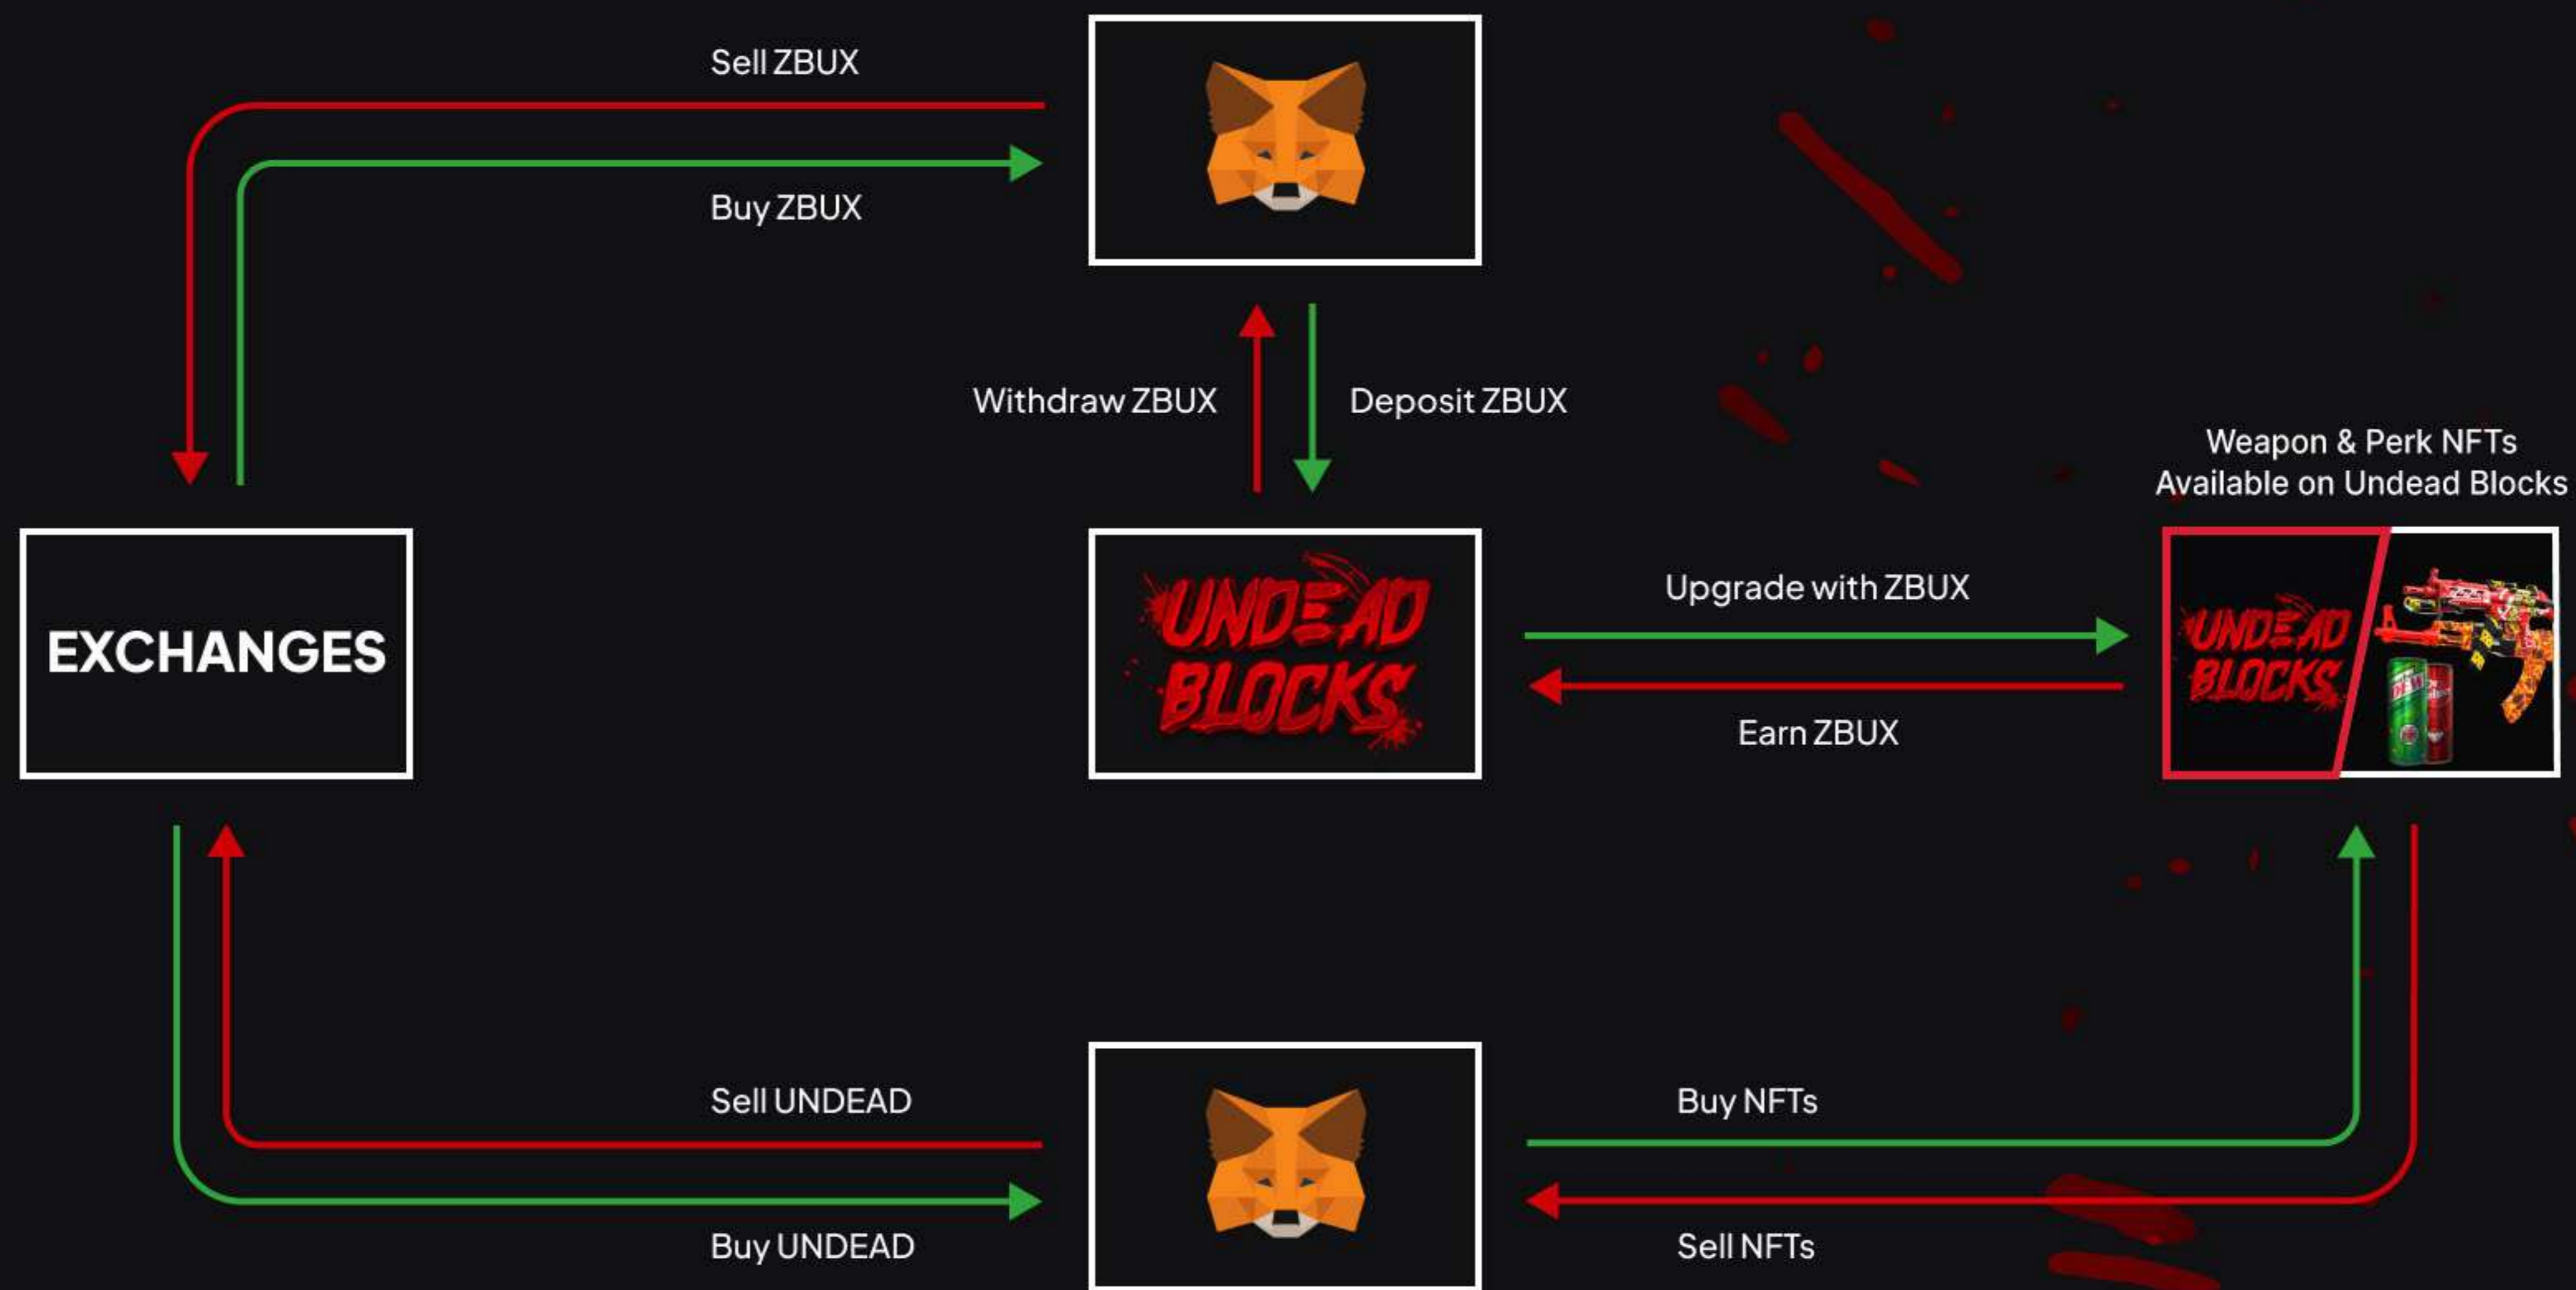 Sell ZBUX
Buy ZBUX
Withdraw ZBUX
Deposit ZBUX
Weapon & Perk NFTs
Available on Undead Blocks
EXCHANGES
UNDEAD
BLOCKS
Upgrade with ZBUX
Earn ZBUX
UNDEAD
BLOCKS
DEW
Sell UNDEAD
Buy UNDEAD
Buy NFTs
Sell NFTs